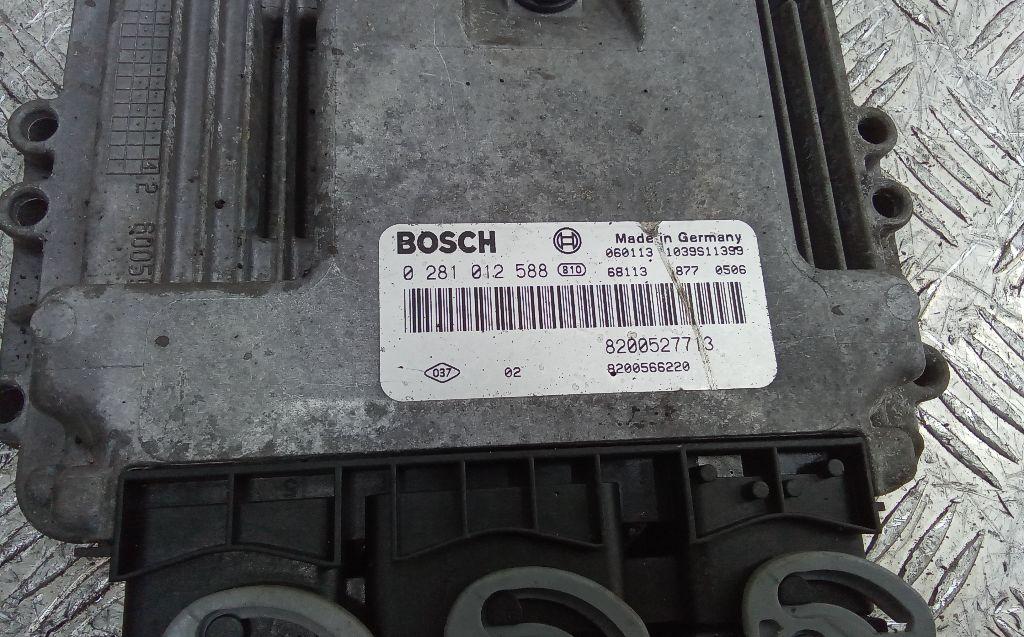 BOSCH
Made in Germany
060113 1039S11399
0 281 012 588 810
68113 877 0506
8200527713
037 02
8200566220